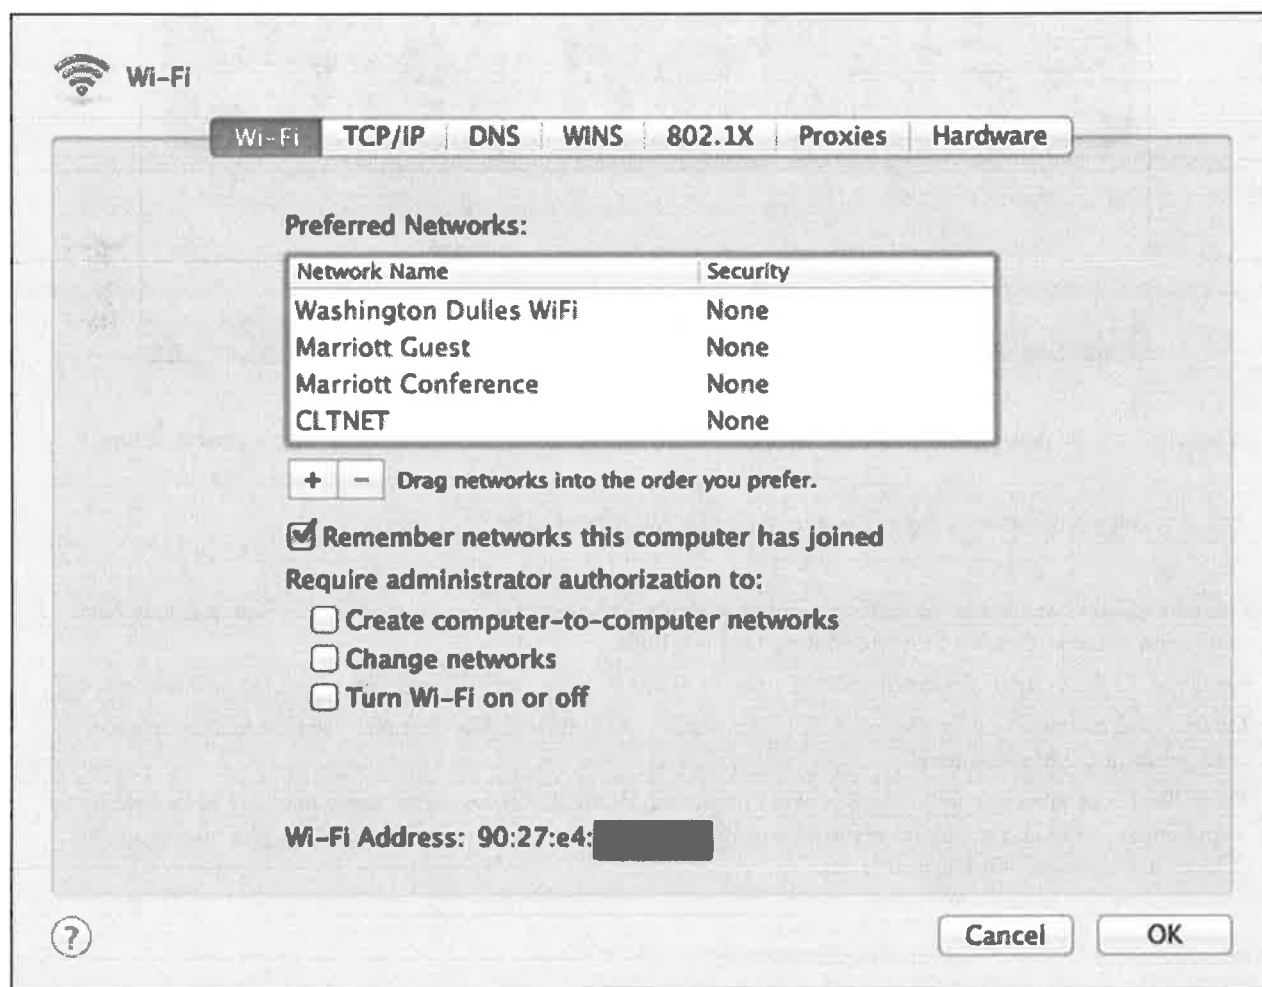 Wi-Fi
Wi-Fi TCP/IP DNS WINS 802.1X Proxies Hardware
Preferred Networks:
Network Name Security
Washington Dulles WiFi None
Marriott Guest None
Marriott Conference None
CLTNET None
+ - Drag networks into the order you prefer.
Remember networks this computer has joined
Require administrator authorization to:
Create computer-to-computer networks
Change networks
Turn Wi-Fi on or off
Wi-Fi Address: 90:27:e4:
? Cancel OK